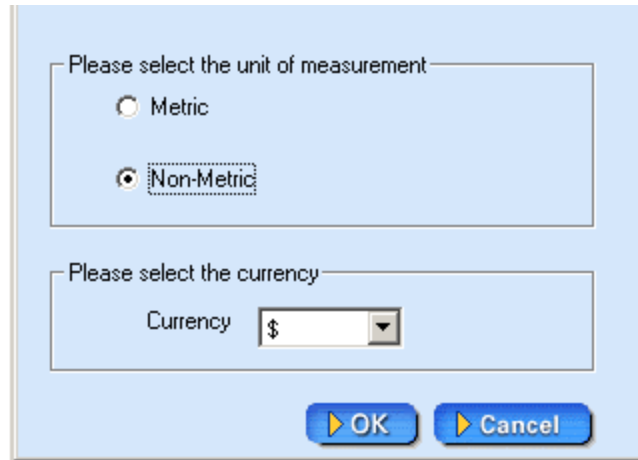 Please select the unit of measurement
Metric
Non-Metric
Please select the currency
Currency $
OK Cancel